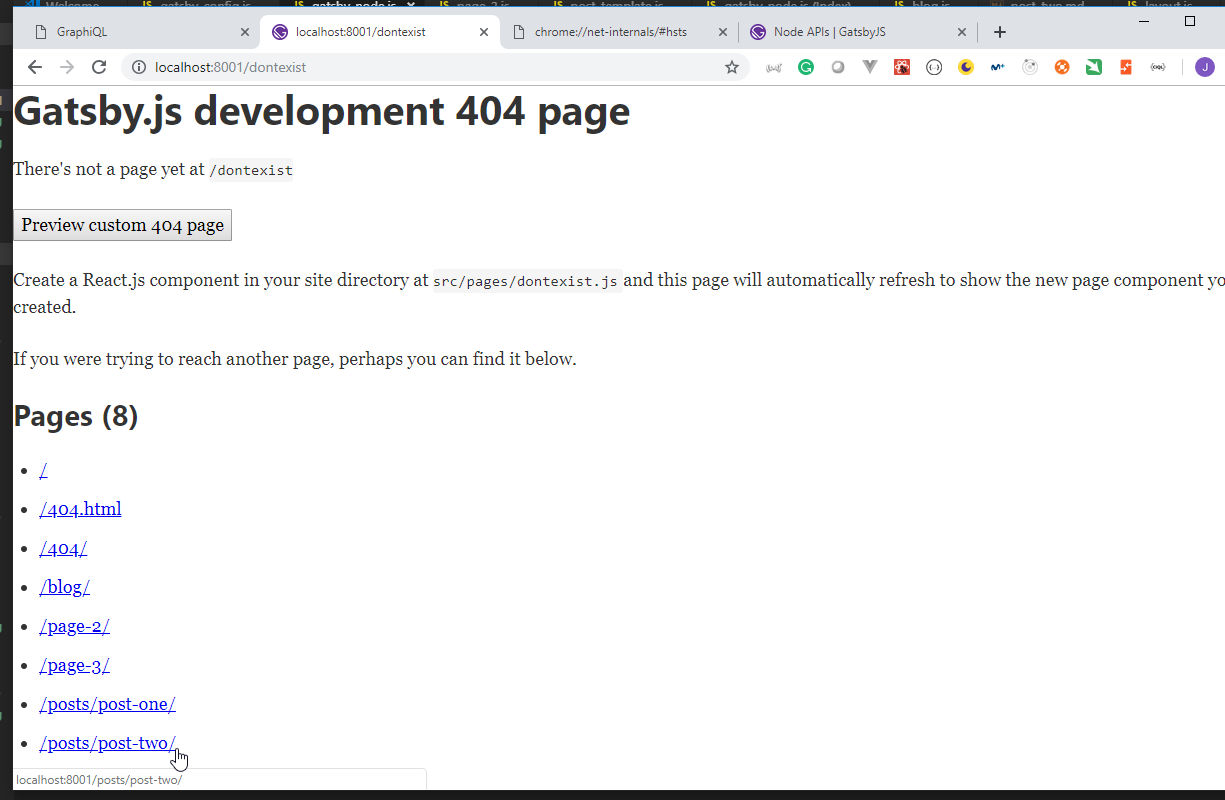 GraphiQL
localhost:8001/dontexist
chrome://net-internals/#hsts
Node APIs | GatsbyJS
localhost:8001/dontexist
J
Gatsby.js development 404 page
There's not a page yet at /dontexist
Preview custom 404 page
Create a React.js component in your site directory at src/pages/dontexist.js and this page will automatically refresh to show the new page component yo
created.
If you were trying to reach another page, perhaps you can find it below.
Pages (8)
/
/404.html
/404/
/blog/
/page-2/
/page-3/
/posts/post-one/
/posts/post-two/
localhost:8001/posts/post-two/